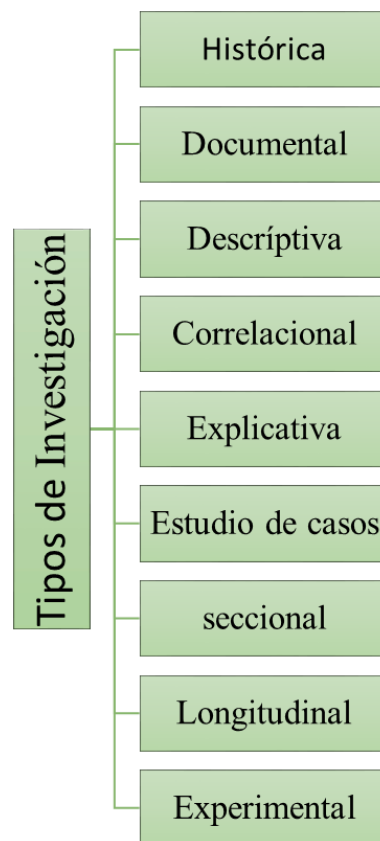 Tipos de Investigación
Histórica
Documental
Descríptiva
Correlacional
Explicativa
Estudio de casos
seccional
Longitudinal
Experimental